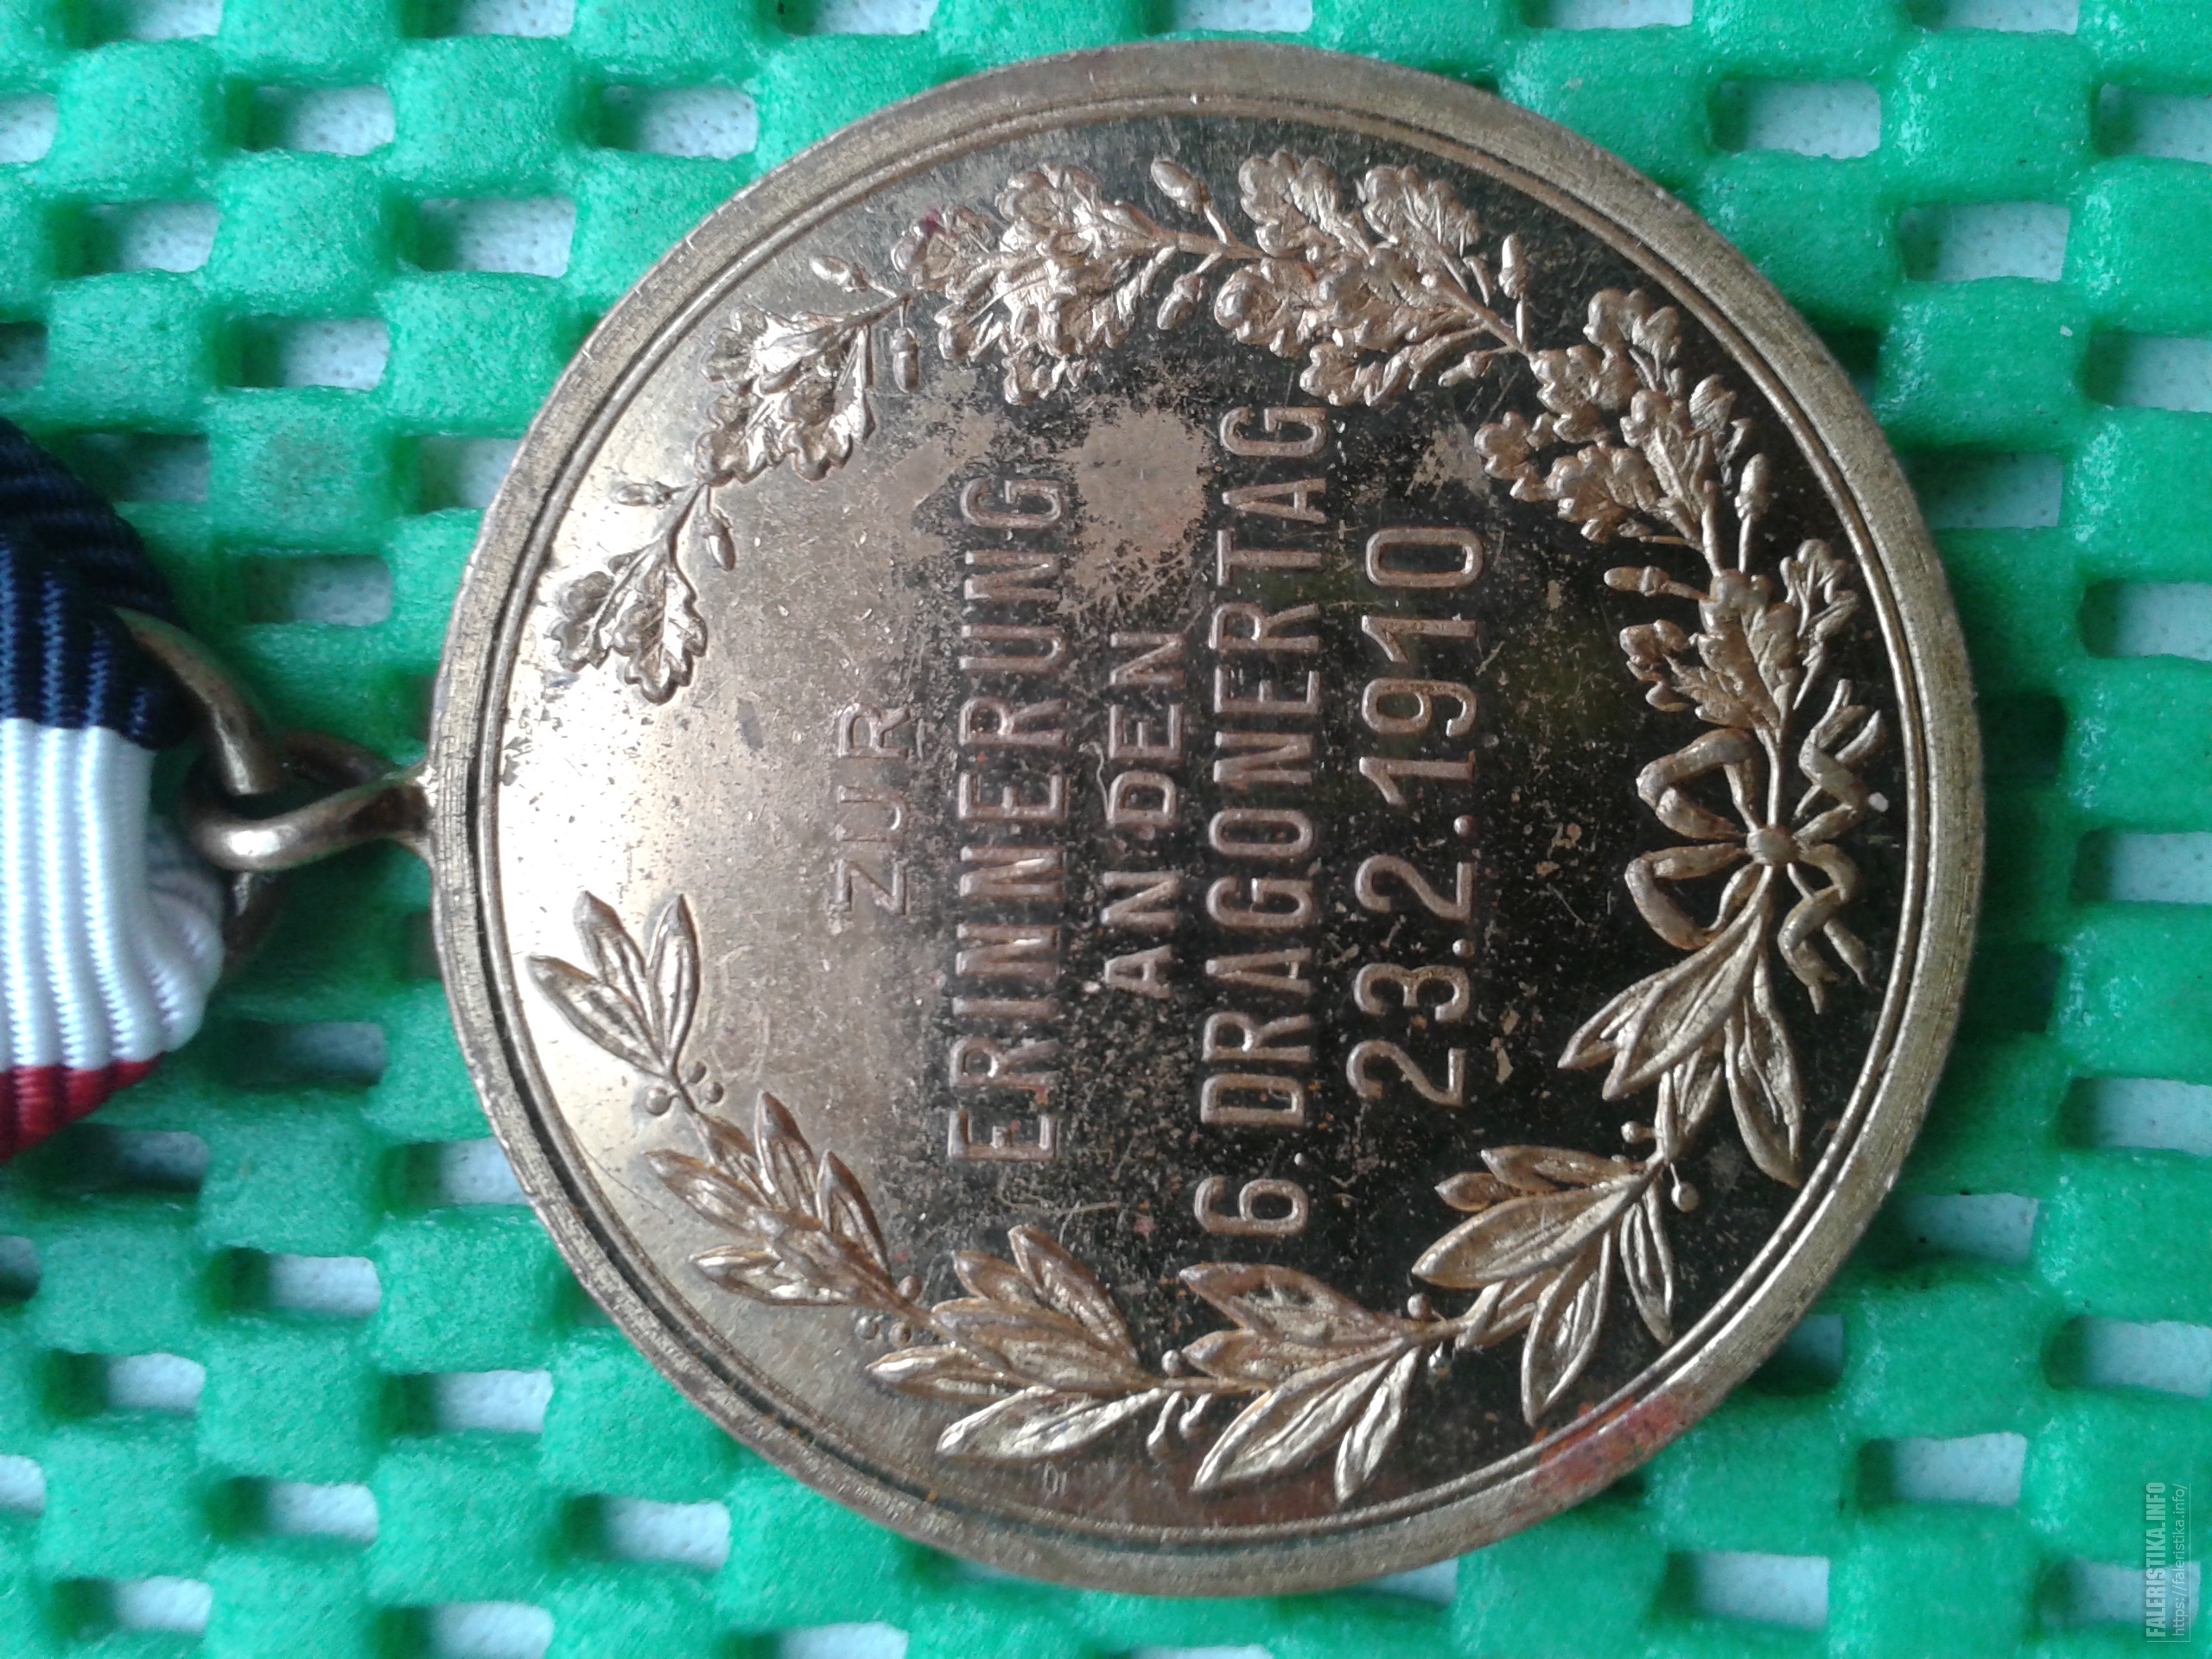 ZUR
ERINNERUNG
AN DEN
6. DRAGONERTAG
23.2.1910
FALERISTIKA.INFO
https://faleristika.info/